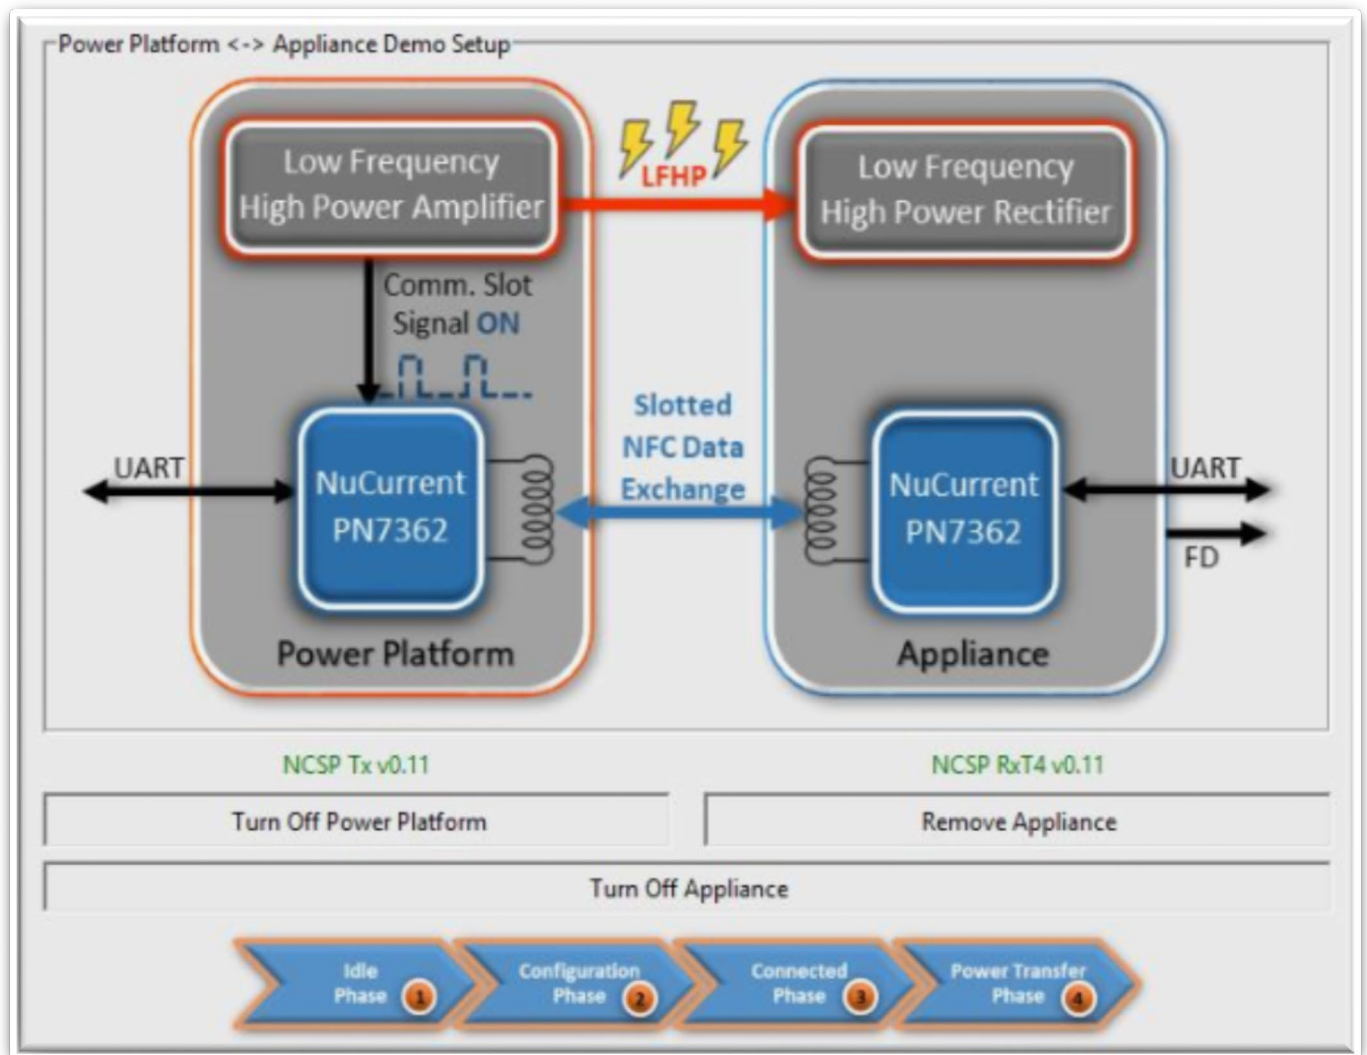 Power Platform <-> Appliance Demo Setup
Low Frequency
High Power Amplifier
LFHP
Low Frequency
High Power Rectifier
Comm. Slot
Signal ON
Slotted
NFC Data
Exchange
UART
NuCurrent
PN7362
NuCurrent
PN7362
UART
FD
Power Platform
Appliance
NCSP Tx v0.11
NCSP RxT4 v0.11
Turn Off Power Platform
Remove Appliance
Turn Off Appliance
Idle
Phase 1
Configuration
Phase 2
Connected
Phase 3
Power Transfer
Phase 4